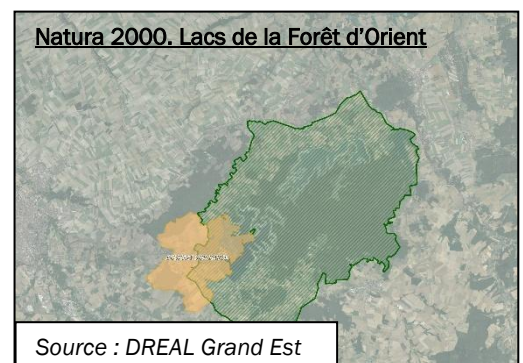 Natura 2000. Lacs de la Forêt d’Orient
Source : DREAL Grand Est